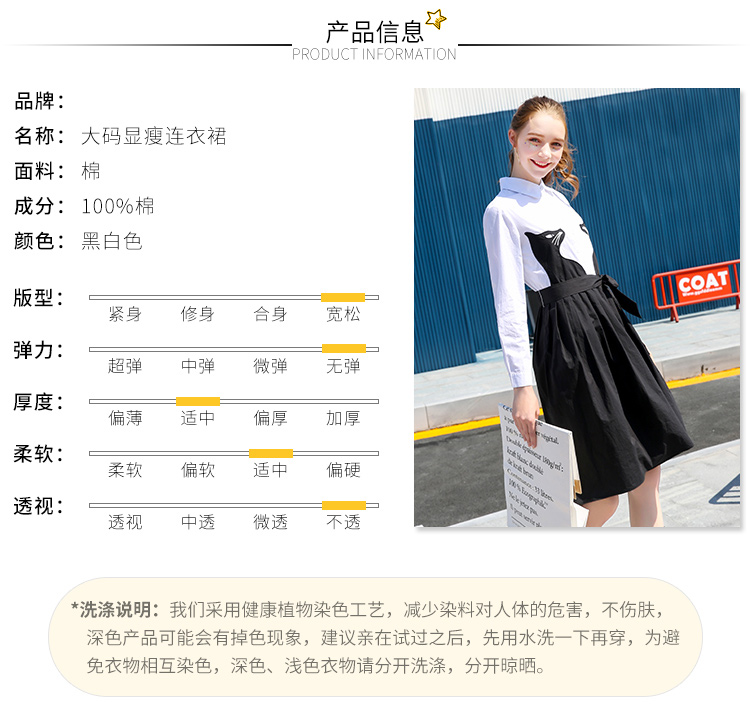 产品信息
PRODUCT INFORMATION
品牌：
名称： 大码显瘦连衣裙
面料： 棉
成分： 100%棉
颜色： 黑白色
版型：
紧身 修身 合身 宽松
弹力：
超弹 中弹 微弹 无弹
厚度：
偏薄 适中 偏厚 加厚
柔软：
柔软 偏软 适中 偏硬
透视：
透视 中透 微透 不透
COAT
kraft blanc double
de kraft brun.
*洗涤说明：我们采用健康植物染色工艺，减少染料对人体的危害，不伤肤，
深色产品可能会有掉色现象，建议亲在试过之后，先用水洗一下再穿，为避
免衣物相互染色，深色、浅色衣物请分开洗涤，分开晾晒。